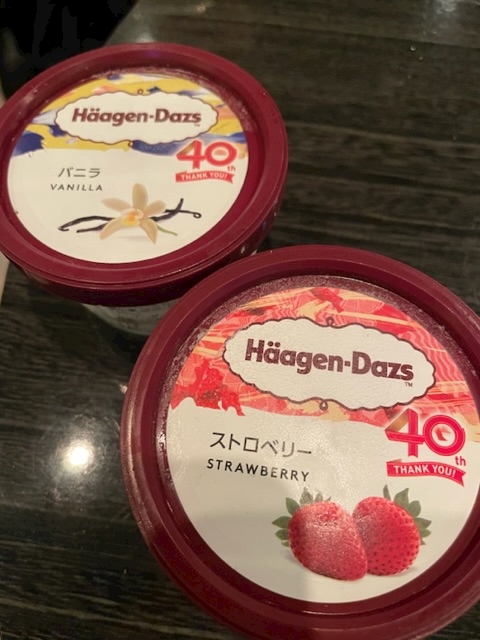 Häagen-Dazs
40th
THANK YOU!
バニラ
VANILLA
Häagen-Dazs™
ストロベリー
STRAWBERRY
40th
THANK YOU!